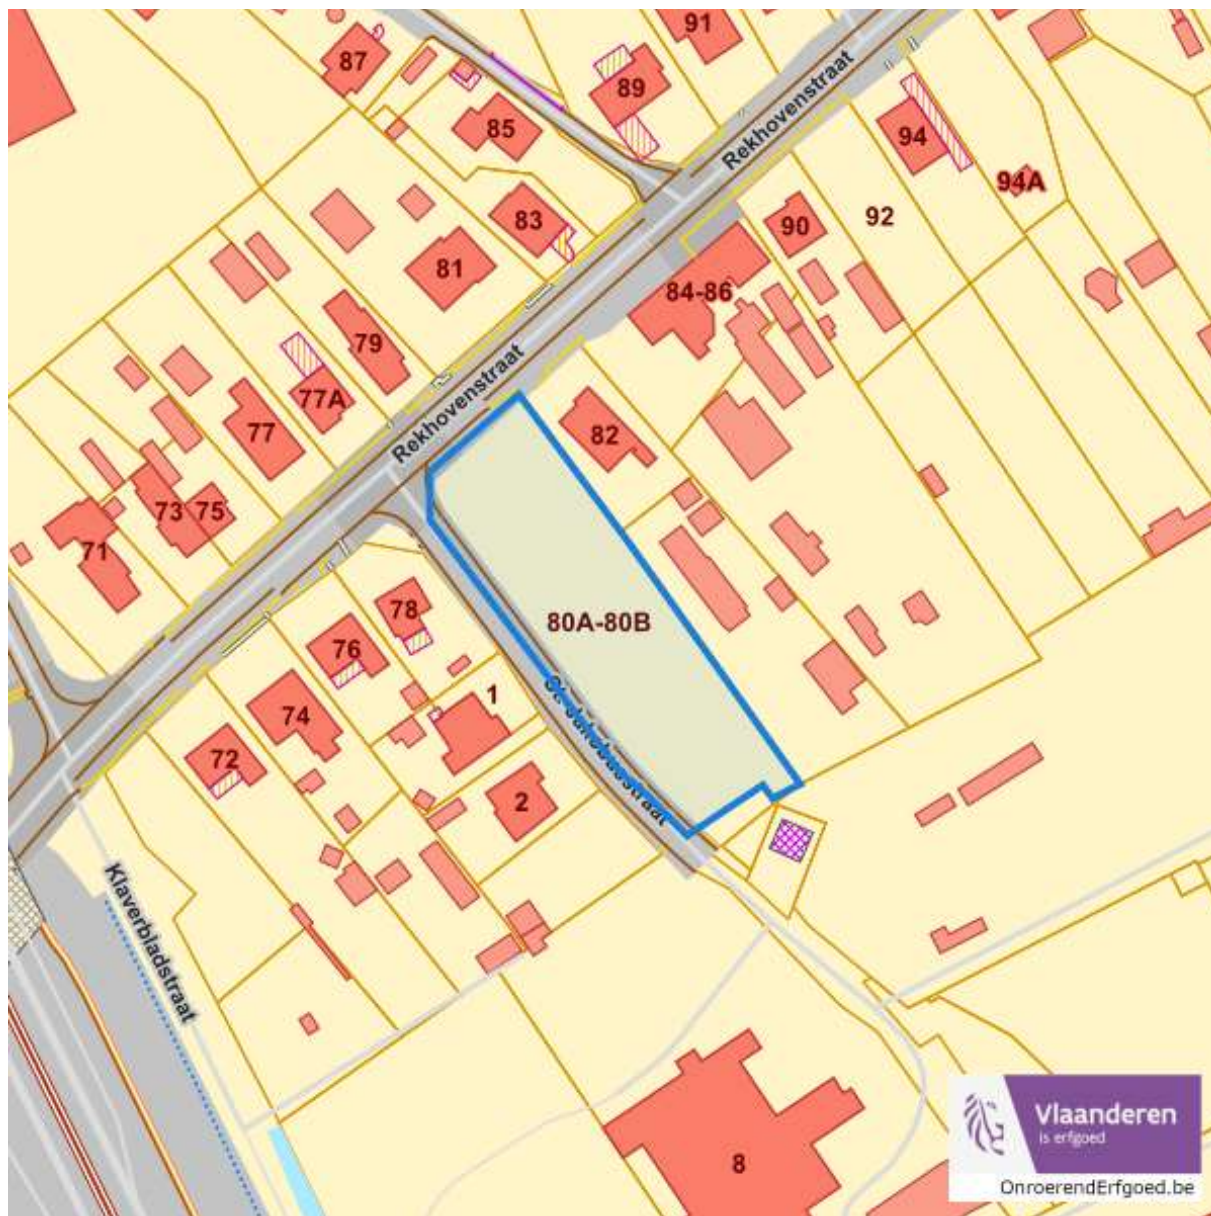 91
87
89
85
Rekhovenstraat
94
94A
83
90
92
81
84-86
79
Rekhovenstraat
77A
77
82
73
75
71
78
80A-80B
76
1
74
72
2
Klaverbladstraat
8
Vlaanderen
is erfgoed
OnroerendErfgoed.be